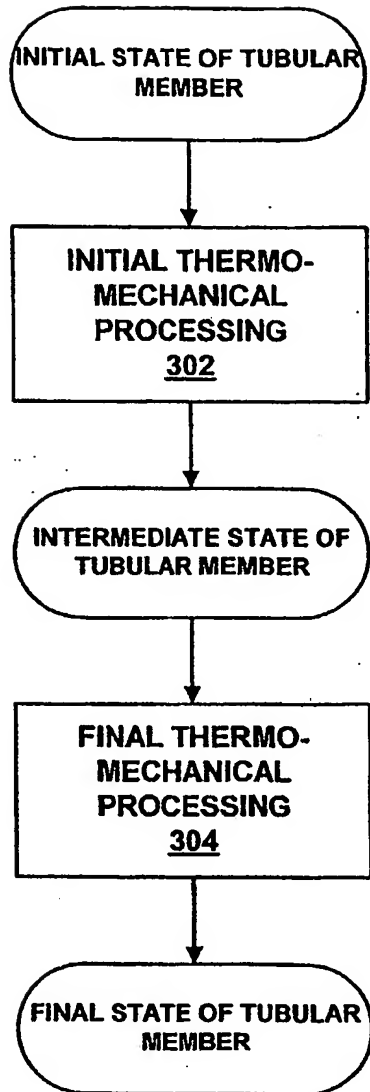 INITIAL STATE OF TUBULAR
MEMBER
INITIAL THERMO-
MECHANICAL
PROCESSING
302
INTERMEDIATE STATE OF
TUBULAR MEMBER
FINAL THERMO-
MECHANICAL
PROCESSING
304
FINAL STATE OF TUBULAR
MEMBER